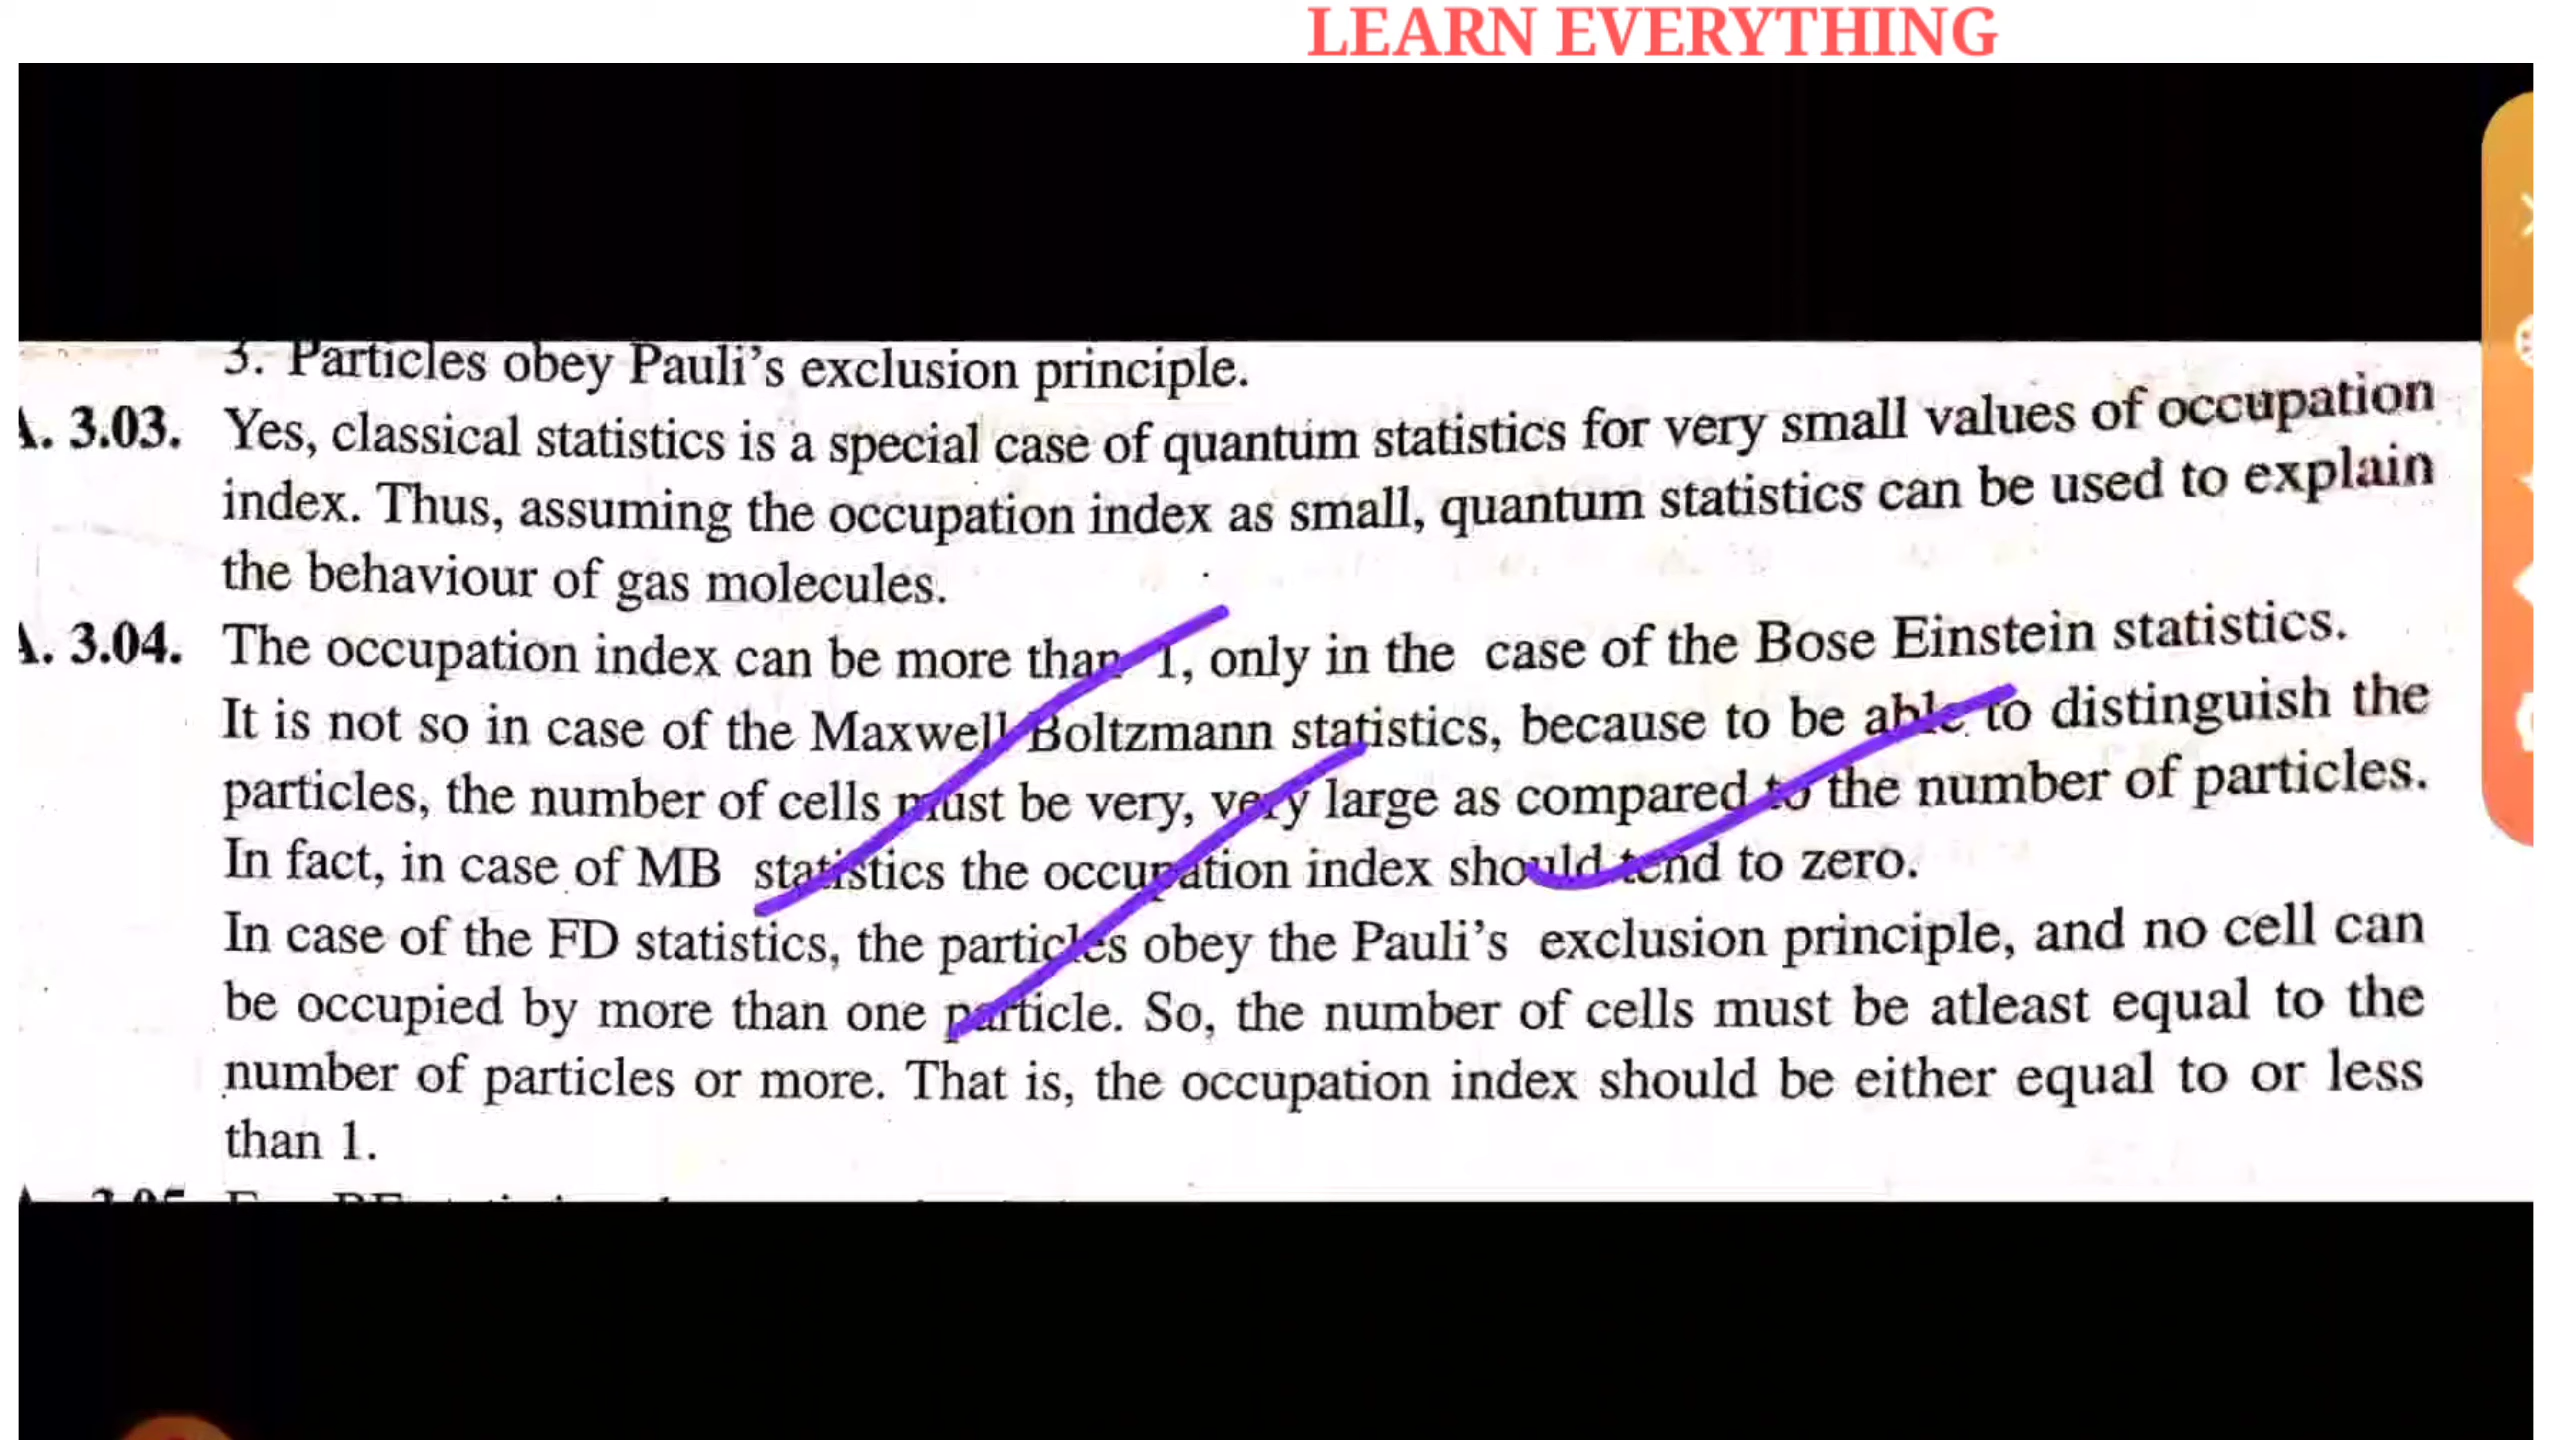 LEARN EVERYTHING
3. Particles obey Pauli's exclusion principle.
A. 3.03. Yes, classical statistics is a special case of quantum statistics for very small values of occupation
index. Thus, assuming the occupation index as small, quantum statistics can be used to explain
the behaviour of gas molecules.
A. 3.04. The occupation index can be more than 1, only in the case of the Bose Einstein statistics.
It is not so in case of the Maxwell Boltzmann statistics, because to be able to distinguish the
particles, the number of cells must be very, very large as compared to the number of particles.
In fact, in case of MB statistics the occupation index should tend to zero.
In case of the FD statistics, the particles obey the Pauli's exclusion principle, and no cell can
be occupied by more than one particle. So, the number of cells must be atleast equal to the
number of particles or more. That is, the occupation index should be either equal to or less
than 1.